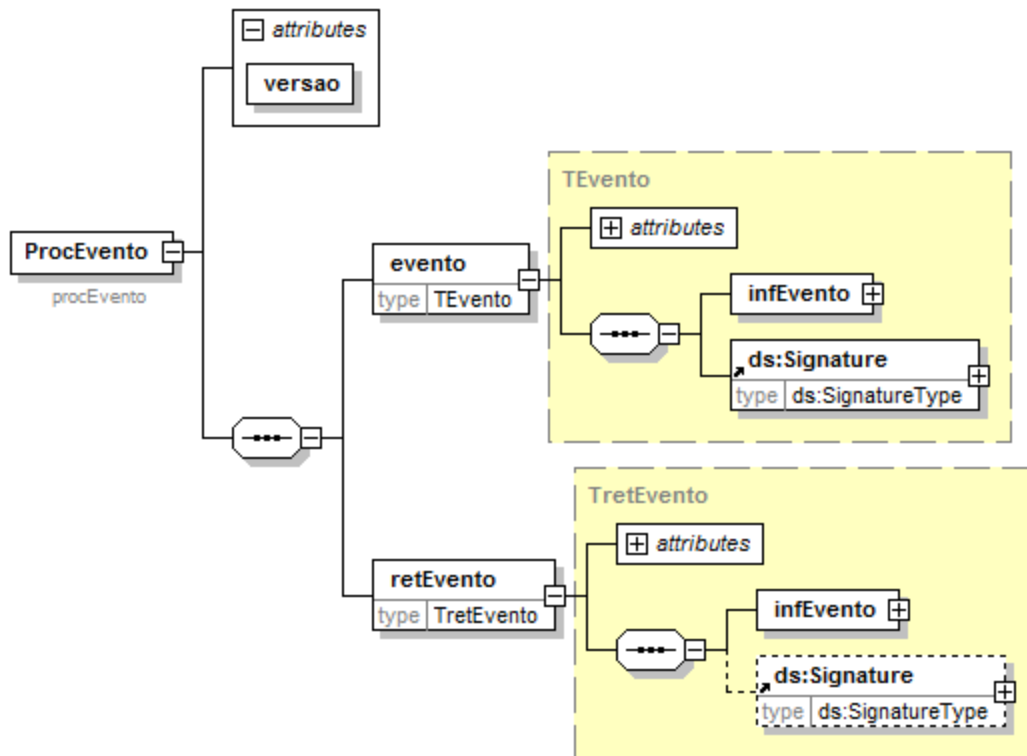 attributes
versao
ProcEvento
procEvento
evento
type TEvento
TEvento
attributes
infEvento
ds:Signature
type ds:SignatureType
retEvento
type TretEvento
TretEvento
attributes
infEvento
ds:Signature
type ds:SignatureType